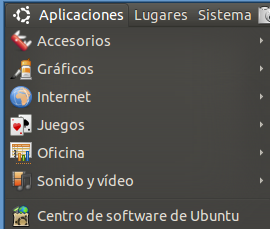 Aplicaciones Lugares Sistema
Accesorios
Gráficos
Internet
Juegos
Oficina
Sonido y vídeo
Centro de software de Ubuntu